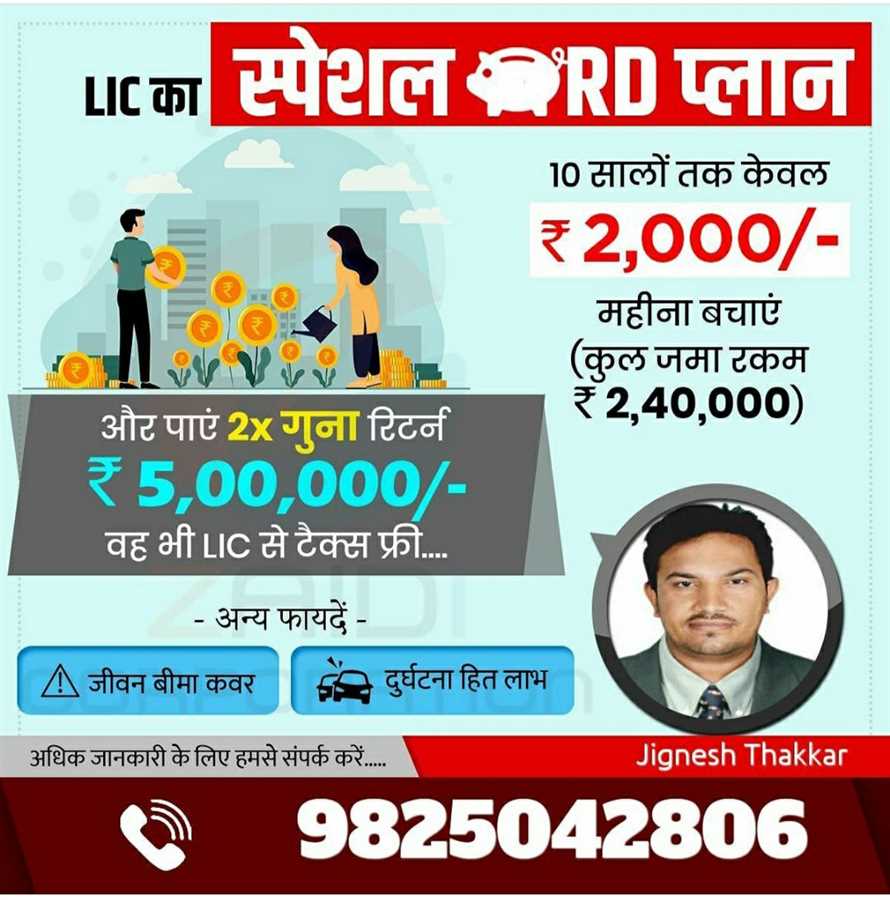 LIC का स्पेशल RD प्लान
10 सालों तक केवल
₹ 2,000/-
महीना बचाएं
(कुल जमा रकम
₹ 2,40,000)
और पाएं 2x गुना रिटर्न
₹ 5,00,000/-
वह भी LIC से टैक्स फ्री....
- अन्य फायदें -
जीवन बीमा कवर
दुर्घटना हित लाभ
अधिक जानकारी के लिए हमसे संपर्क करें.....
Jignesh Thakkar
9825042806